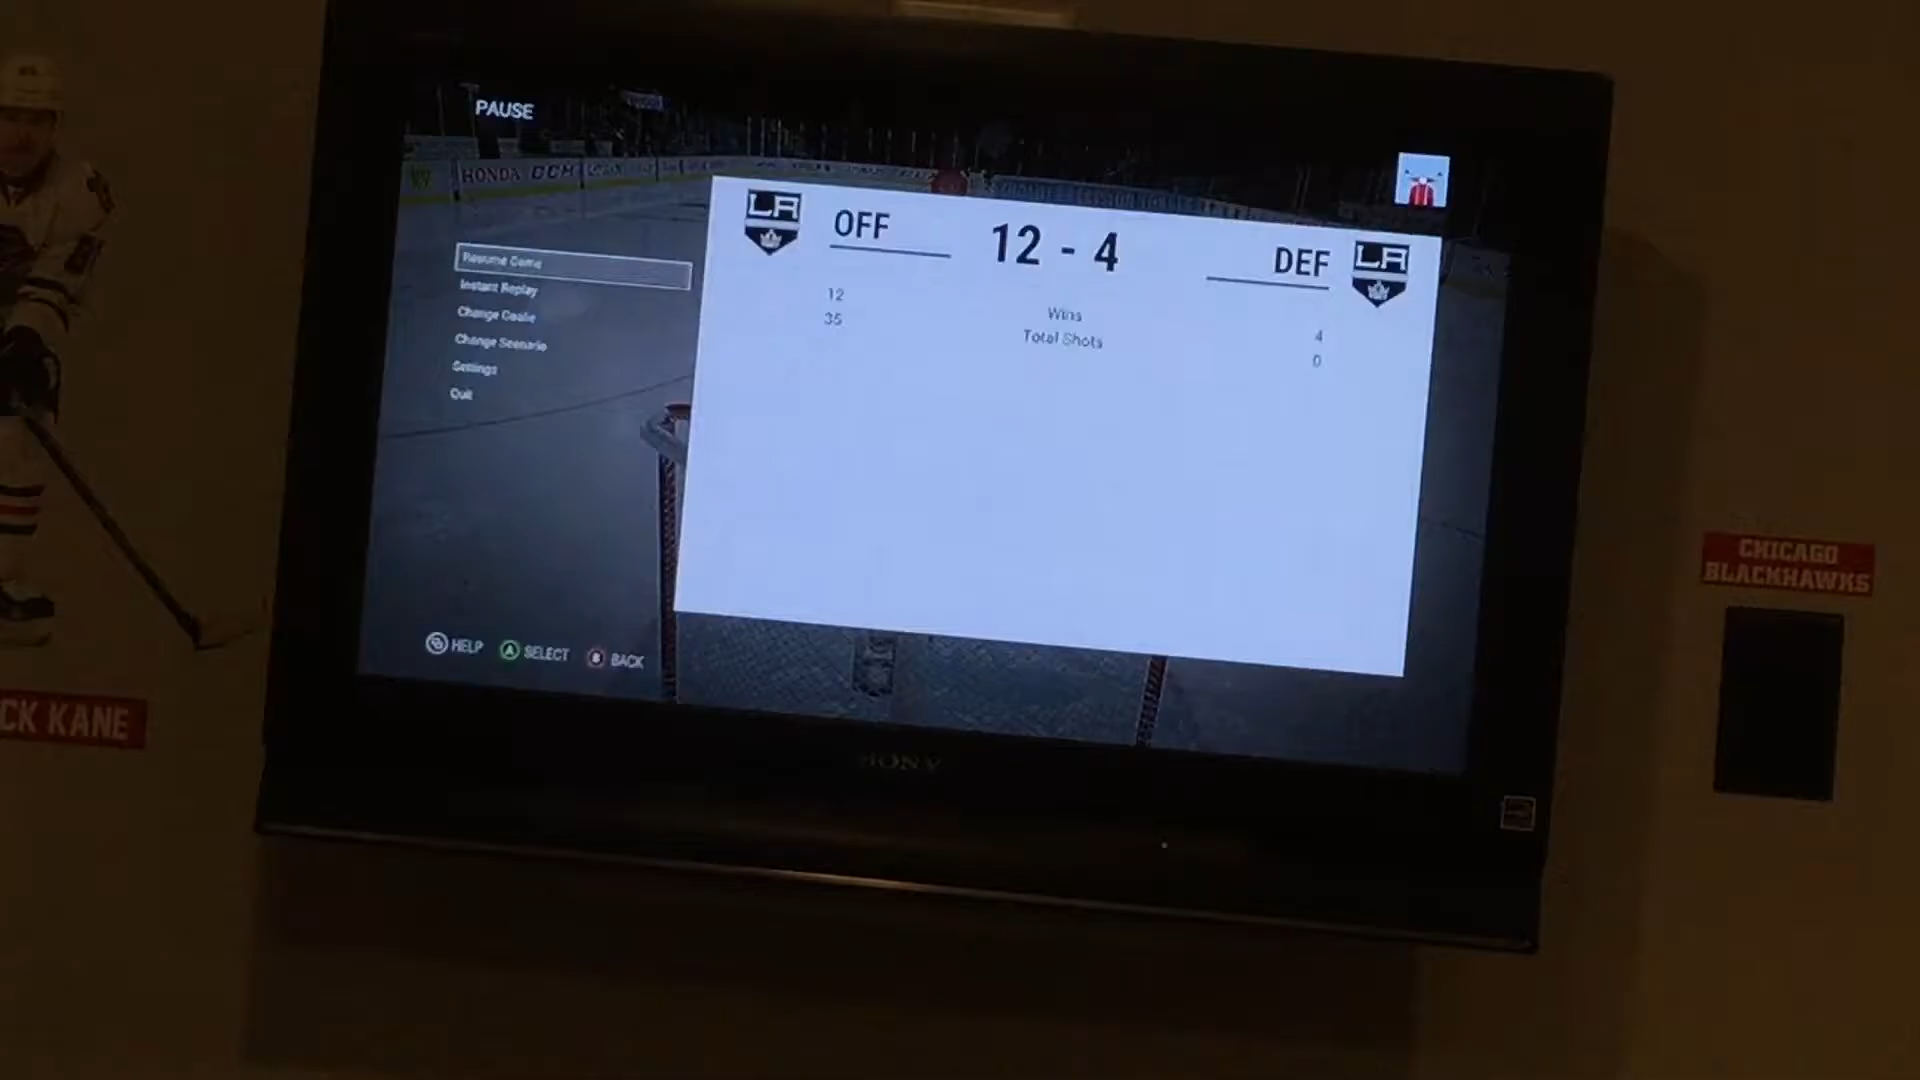 PAUSE
HONDA
Resume Game
Instant Replay
Change Goalie
Change Scenario
Settings
Quit
LA
OFF
12 - 4
DEF
LA
12 Wins 4
35 Total Shots 0
HELP A SELECT B BACK
SONY
CK KANE
CHICAGO
BLACKHAWKS